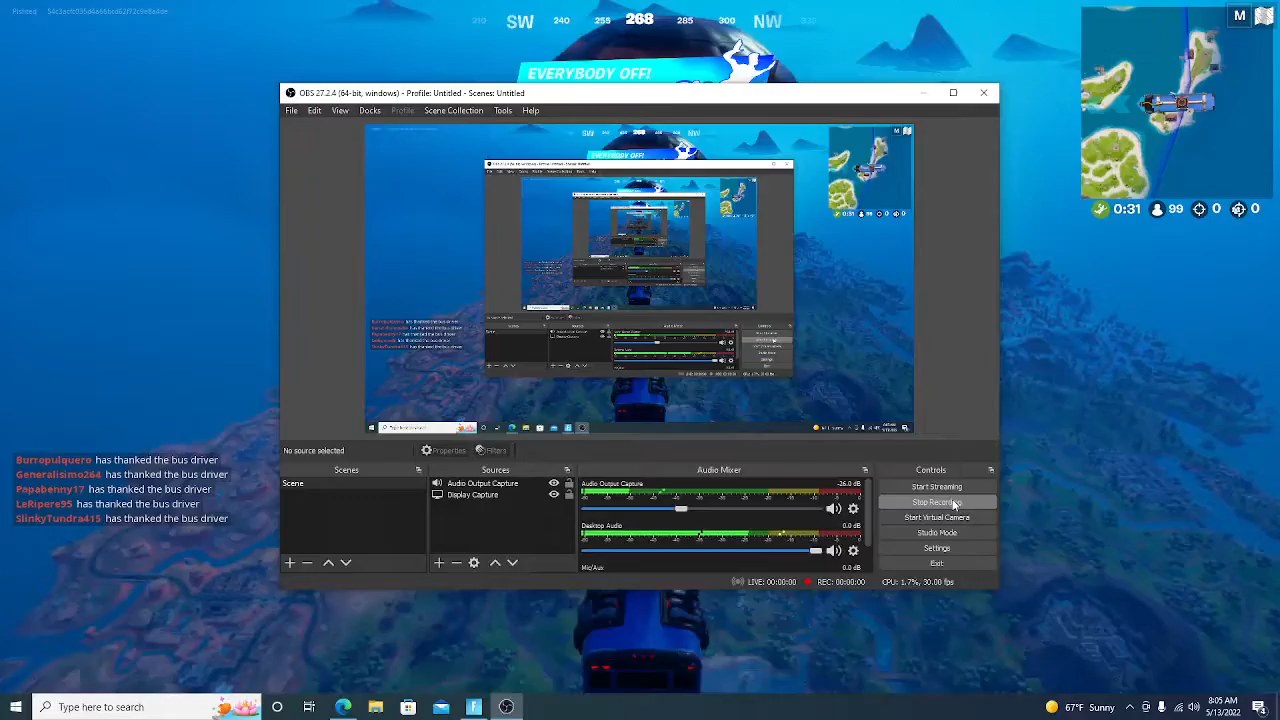 SW 240 255 268 285 300 NW
M
EVERYBODY OFF!
OBS 27.2.4 (64-bit, windows) - Profile: Untitled - Scenes: Untitled
File Edit View Docks Profile Scene Collection Tools Help
0:31 99 0 0
No source selected
Properties Filters
Scenes
Scene
Sources
Audio Output Capture
Display Capture
Audio Mixer
Audio Output Capture -26.0 dB
Desktop Audio 0.0 dB
Mic/Aux 0.0 dB
Controls
Start Streaming
Stop Recording
Start Virtual Camera
Studio Mode
Settings
Exit
LIVE: 00:00:00 REC: 00:00:00 CPU: 1.7%, 30.00 fps
Burropulquero has thanked the bus driver
Generalisimo264 has thanked the bus driver
Papabenny17 has thanked the bus driver
LeRipere95 has thanked the bus driver
SlinkyTundra415 has thanked the bus driver
Type here to search
67°F Sunny
8:05 AM
5/13/2022